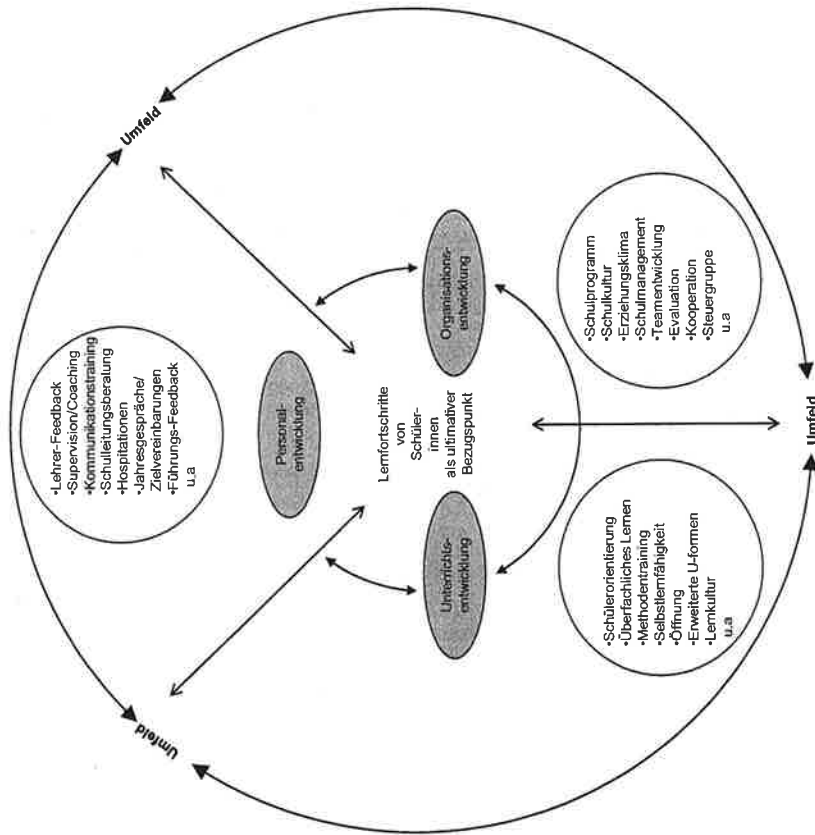 Umfeld
Umfeld
•Lehrer-Feedback
•Supervision/Coaching
•Kommunikationstraining
•Schulleitungsberatung
•Hospitationen
•Jahresgespräche/
Zielvereinbarungen
•Führungs-Feedback
u.a
Personal-
entwicklung
Unterrichts-
entwicklung
Lernfortschritte
von
Schüler-
innen
als ultimativer
Bezugspunkt
Organisations-
entwicklung
•Schülerorientierung
•Überfachliches Lernen
•Methodentraining
•Selbstlernfähigkeit
•Öffnung
•Erweiterte U-formen
•Lernkultur
u.a
•Schulprogramm
•Schulkultur
•Erziehungsklima
•Schulmanagement
•Teamentwicklung
•Evaluation
•Kooperation
•Steuergruppe
u.a
Umfeld